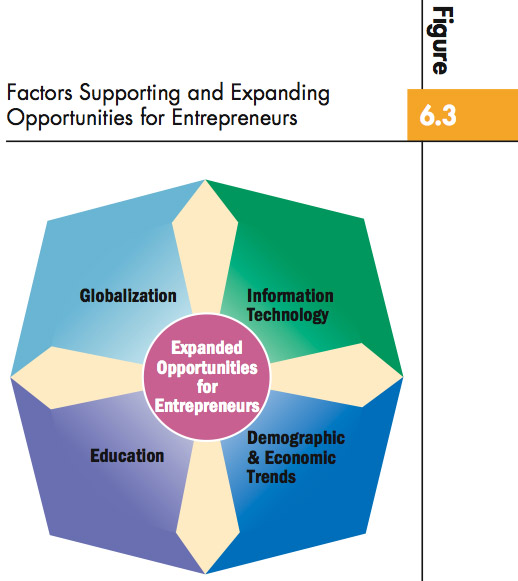 Figure
6.3
Factors Supporting and Expanding
Opportunities for Entrepreneurs
Globalization
Information
Technology
Expanded
Opportunities
for
Entrepreneurs
Education
Demographic
& Economic
Trends